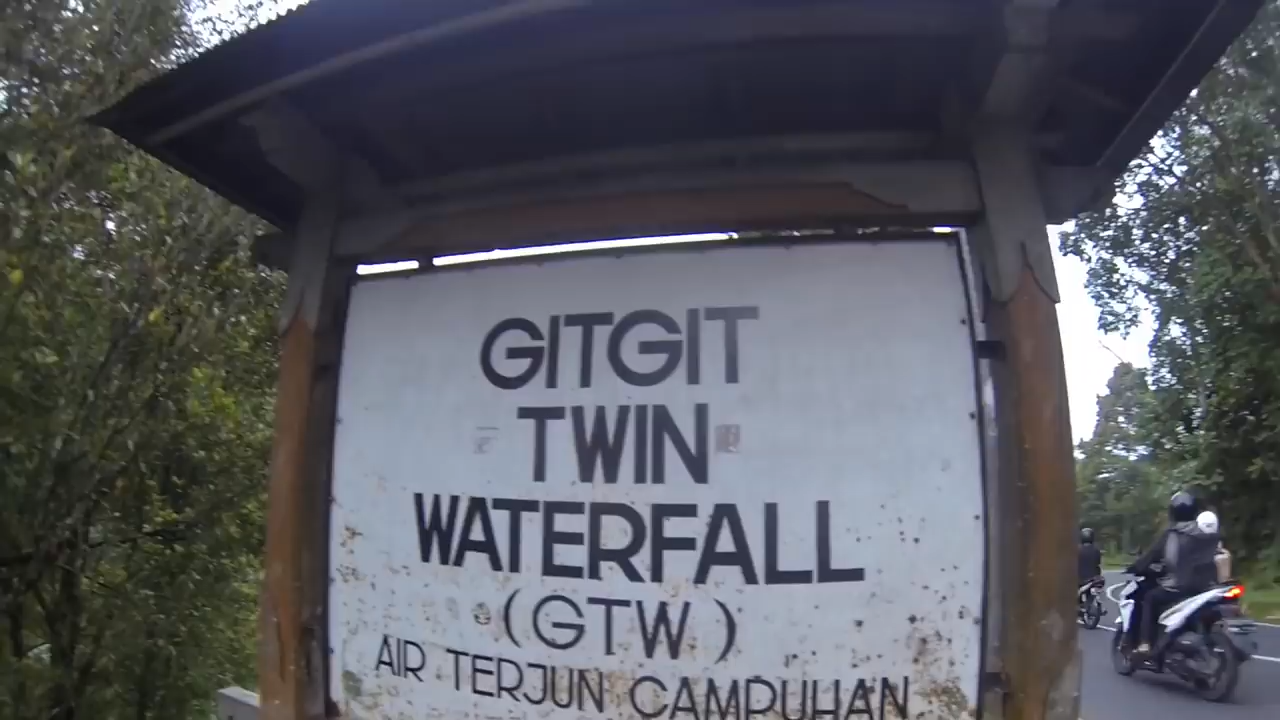 GITGIT
TWIN
WATERFALL
(GTW)
AIR TERJUN CAMPUHAN